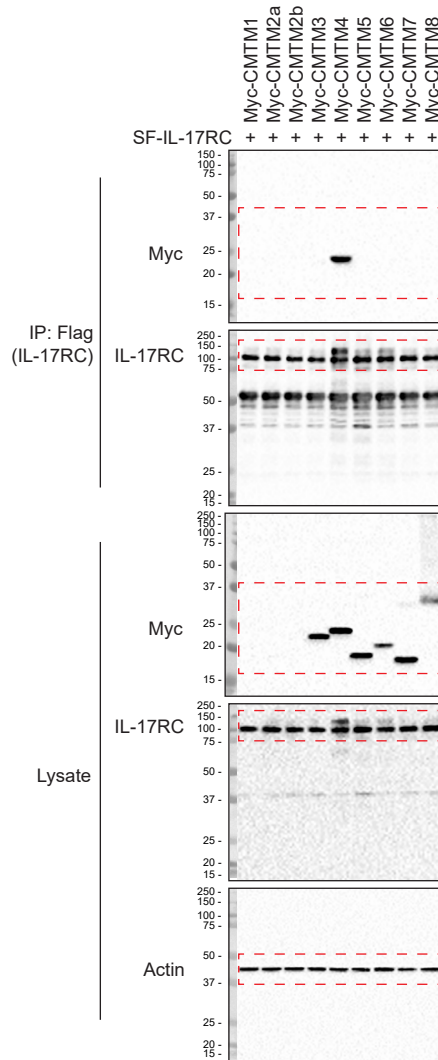 Myc-CMTM1
Myc-CMTM2a
Myc-CMTM2b
Myc-CMTM3
Myc-CMTM4
Myc-CMTM5
Myc-CMTM6
Myc-CMTM7
Myc-CMTM8
SF-IL-17RC + + + + + + + + +
IP: Flag
(IL-17RC)
Myc
150 -
100 -
75 -
50 -
37 -
25 -
20 -
15 -
IL-17RC
250 -
150 -
100 -
75 -
50 -
37 -
25 -
20 -
15 -
Lysate
Myc
250 -
150 -
100 -
75 -
50 -
37 -
25 -
20 -
15 -
IL-17RC
250 -
150 -
100 -
75 -
50 -
37 -
25 -
20 -
15 -
Actin
250 -
150 -
100 -
75 -
50 -
37 -
25 -
20 -
15 -